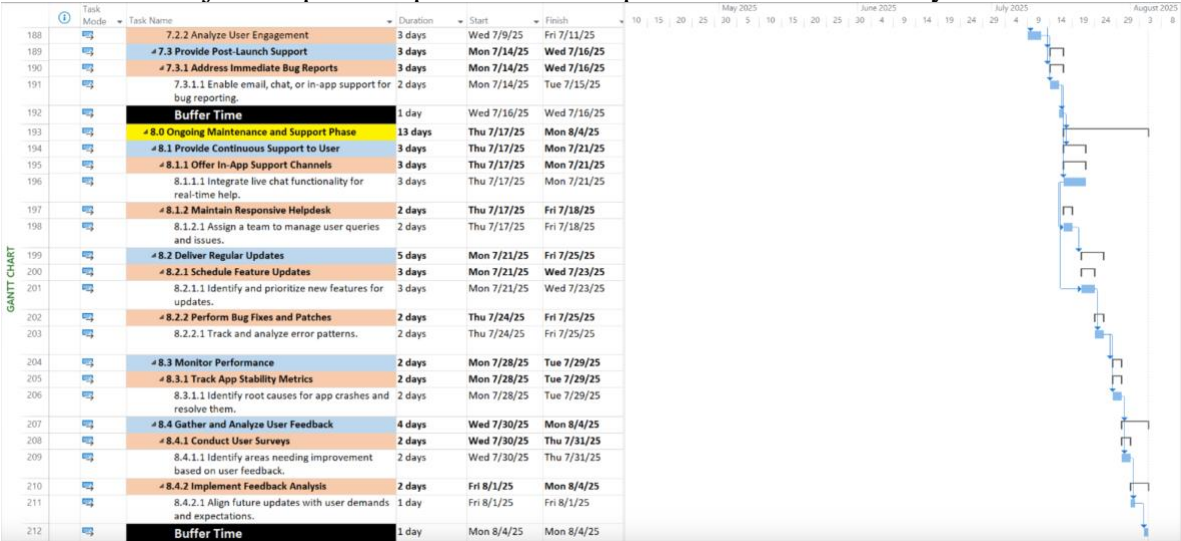 Task Mode Task Name Duration Start Finish
May 2025 June 2025 July 2025 August 2025
10 15 20 25 30 5 10 15 20 25 30 4 9 14 19 24 29 4 9 14 19 24 29 3 8
188 7.2.2 Analyze User Engagement 3 days Wed 7/9/25 Fri 7/11/25
189 7.3 Provide Post-Launch Support 3 days Mon 7/14/25 Wed 7/16/25
190 7.3.1 Address Immediate Bug Reports 3 days Mon 7/14/25 Wed 7/16/25
191 7.3.1.1 Enable email, chat, or in-app support for 2 days Mon 7/14/25 Tue 7/15/25
bug reporting.
192 Buffer Time 1 day Wed 7/16/25 Wed 7/16/25
193 8.0 Ongoing Maintenance and Support Phase 13 days Thu 7/17/25 Mon 8/4/25
194 8.1 Provide Continuous Support to User 3 days Thu 7/17/25 Mon 7/21/25
195 8.1.1 Offer In-App Support Channels 3 days Thu 7/17/25 Mon 7/21/25
196 8.1.1.1 Integrate live chat functionality for 3 days Thu 7/17/25 Mon 7/21/25
real-time help.
197 8.1.2 Maintain Responsive Helpdesk 2 days Thu 7/17/25 Fri 7/18/25
198 8.1.2.1 Assign a team to manage user queries 2 days Thu 7/17/25 Fri 7/18/25
and issues.
199 8.2 Deliver Regular Updates 5 days Mon 7/21/25 Fri 7/25/25
200 8.2.1 Schedule Feature Updates 3 days Mon 7/21/25 Wed 7/23/25
201 8.2.1.1 Identify and prioritize new features for 3 days Mon 7/21/25 Wed 7/23/25
updates.
202 8.2.2 Perform Bug Fixes and Patches 2 days Thu 7/24/25 Fri 7/25/25
203 8.2.2.1 Track and analyze error patterns. 2 days Thu 7/24/25 Fri 7/25/25
204 8.3 Monitor Performance 2 days Mon 7/28/25 Tue 7/29/25
205 8.3.1 Track App Stability Metrics 2 days Mon 7/28/25 Tue 7/29/25
206 8.3.1.1 Identify root causes for app crashes and 2 days Mon 7/28/25 Tue 7/29/25
resolve them.
207 8.4 Gather and Analyze User Feedback 4 days Wed 7/30/25 Mon 8/4/25
208 8.4.1 Conduct User Surveys 2 days Wed 7/30/25 Thu 7/31/25
209 8.4.1.1 Identify areas needing improvement 2 days Wed 7/30/25 Thu 7/31/25
based on user feedback.
210 8.4.2 Implement Feedback Analysis 2 days Fri 8/1/25 Mon 8/4/25
211 8.4.2.1 Align future updates with user demands 1 day Fri 8/1/25 Fri 8/1/25
and expectations.
212 Buffer Time 1 day Mon 8/4/25 Mon 8/4/25
GANTT CHART